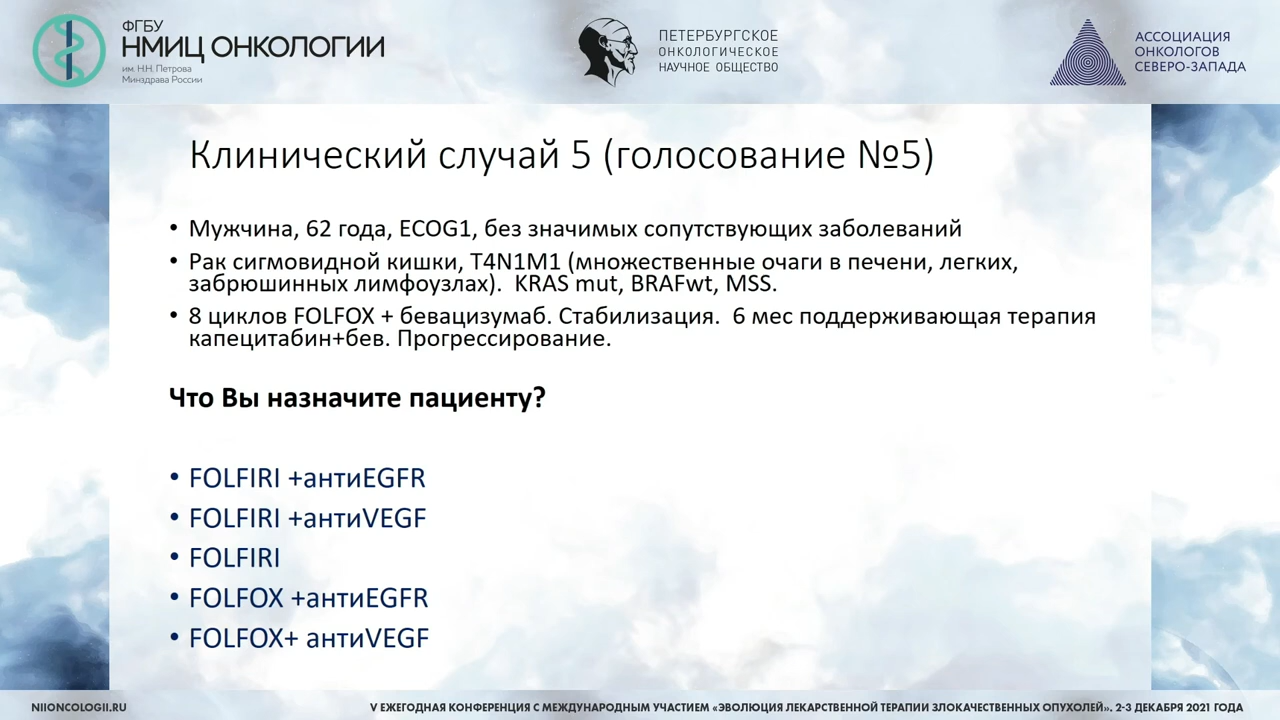 ФГБУ
НМИЦ ОНКОЛОГИИ
им. Н.Н. Петрова
Минздрава России
ПЕТЕРБУРГСКОЕ
ОНКОЛОГИЧЕСКОЕ
НАУЧНОЕ ОБЩЕСТВО
АССОЦИАЦИЯ
ОНКОЛОГОВ
СЕВЕРО-ЗАПАДА
Клинический случай 5 (голосование №5)
• Мужчина, 62 года, ECOG1, без значимых сопутствующих заболеваний
• Рак сигмовидной кишки, T4N1M1 (множественные очаги в печени, легких,
забрюшинных лимфоузлах). KRAS mut, BRAFwt, MSS.
• 8 циклов FOLFOX + бевацизумаб. Стабилизация. 6 мес поддерживающая терапия
капецитабин+бев. Прогрессирование.
Что Вы назначите пациенту?
• FOLFIRI +антиEGFR
• FOLFIRI +антиVEGF
• FOLFIRI
• FOLFOX +антиEGFR
• FOLFOX+ антиVEGF
NIIONCOLOGII.RU
V ЕЖЕГОДНАЯ КОНФЕРЕНЦИЯ С МЕЖДУНАРОДНЫМ УЧАСТИЕМ «ЭВОЛЮЦИЯ ЛЕКАРСТВЕННОЙ ТЕРАПИИ ЗЛОКАЧЕСТВЕННЫХ ОПУХОЛЕЙ». 2-3 ДЕКАБРЯ 2021 ГОДА